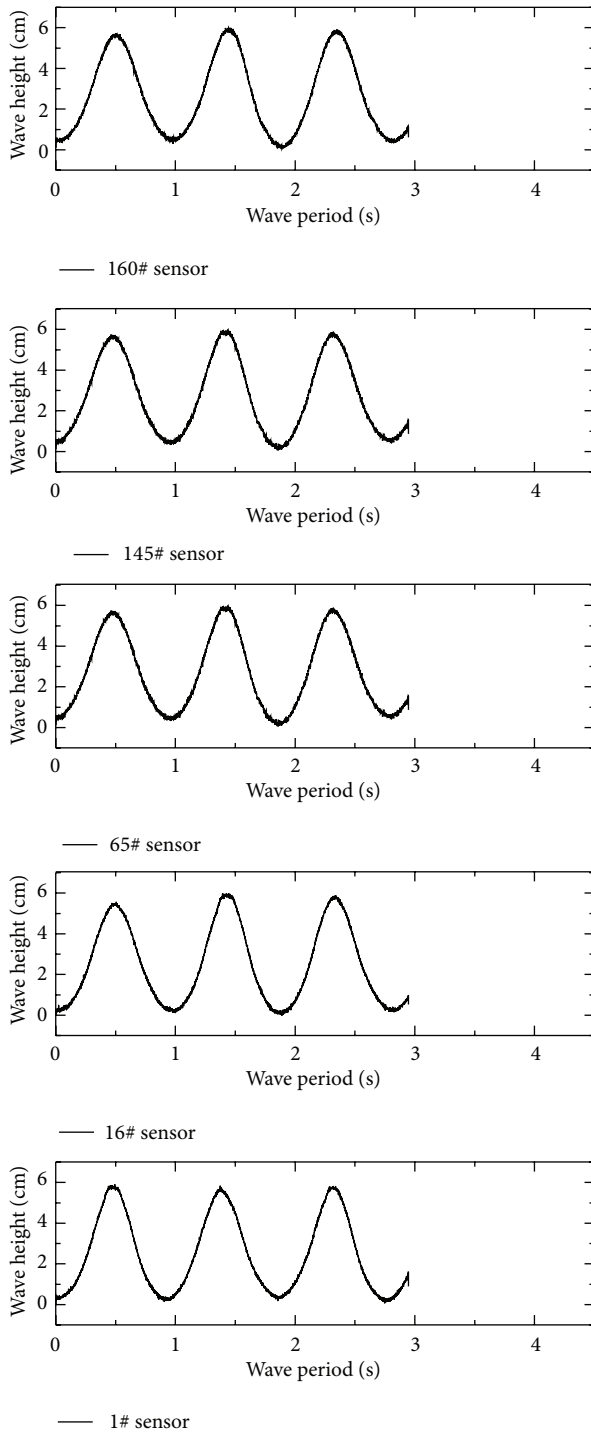 Wave height (cm)
6
4
2
0
0 1 2 3 4
Wave period (s)
160# sensor
Wave height (cm)
6
4
2
0
0 1 2 3 4
Wave period (s)
145# sensor
Wave height (cm)
6
4
2
0
0 1 2 3 4
Wave period (s)
65# sensor
Wave height (cm)
6
4
2
0
0 1 2 3 4
Wave period (s)
16# sensor
Wave height (cm)
6
4
2
0
0 1 2 3 4
Wave period (s)
1# sensor